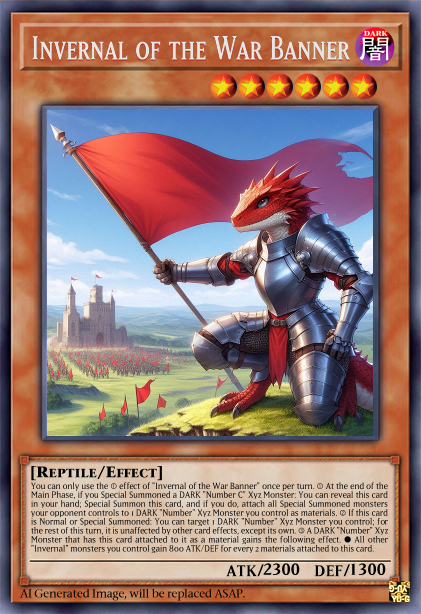 INVERNAL OF THE WAR BANNER
DARK
闇
[REPTILE/EFFECT]
You can only use the ① effect of "Invernal of the War Banner" once per turn. ① At the end of the
Main Phase, if you Special Summoned a DARK "Number C" Xyz Monster: You can reveal this card
in your hand; Special Summon this card, and if you do, attach all Special Summoned monsters
your opponent controls to 1 DARK "Number" Xyz Monster you control as materials. ② If this card
is Normal or Special Summoned: You can target 1 DARK "Number" Xyz Monster you control; for
the rest of this turn, it is unaffected by other card effects, except its own. ③ A DARK "Number" Xyz
Monster that has this card attached to it as a material gains the following effect. ● All other
"Invernal" monsters you control gain 800 ATK/DEF for every 2 materials attached to this card.
ATK/2300 DEF/1300
AI Generated Image, will be replaced ASAP.